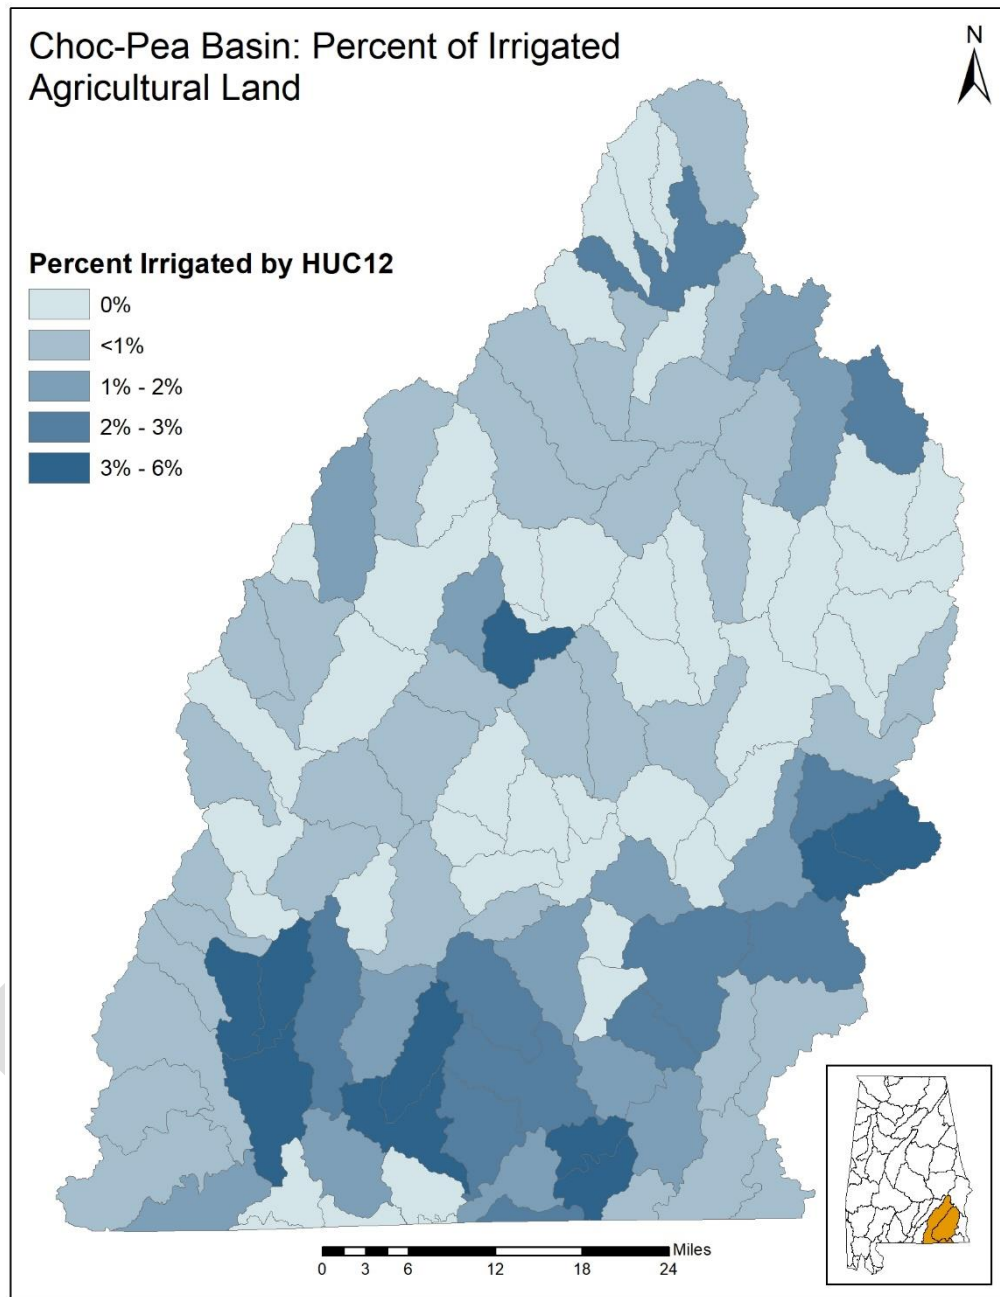 Choc-Pea Basin: Percent of Irrigated
Agricultural Land
N
Percent Irrigated by HUC12
0%
<1%
1% - 2%
2% - 3%
3% - 6%
Miles
0 3 6 12 18 24